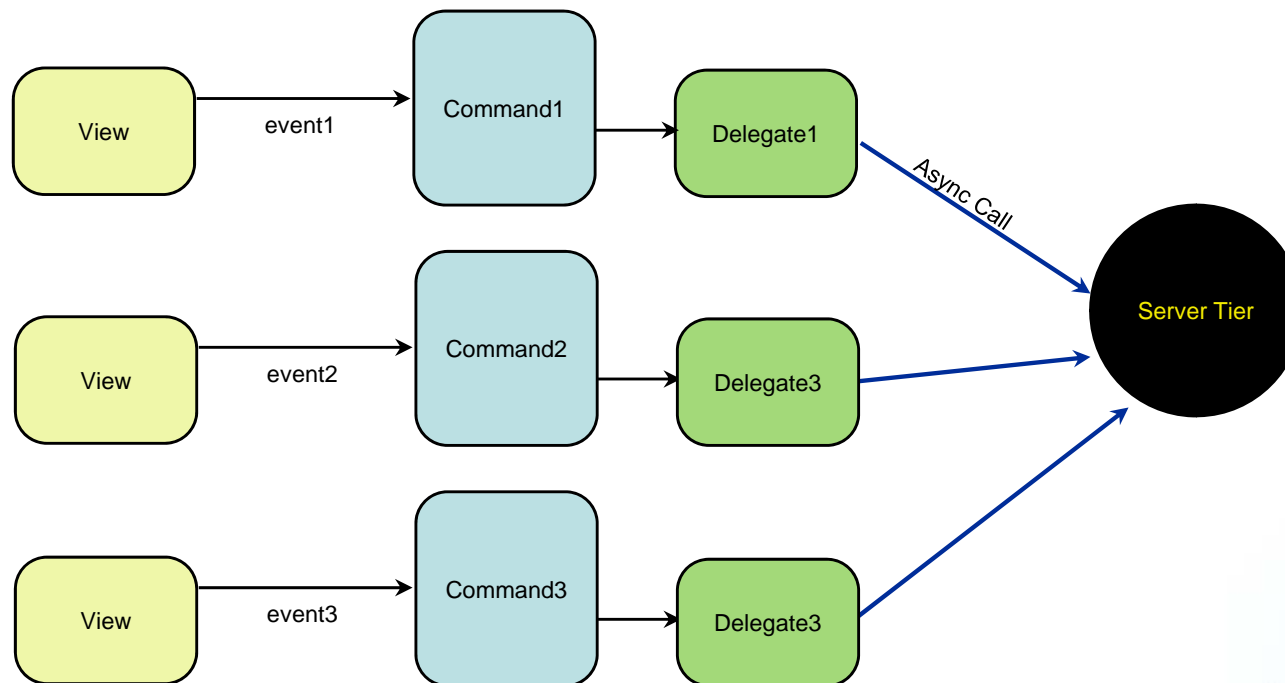 View
event1
Command1
Delegate1
Async Call
Server Tier
View
event2
Command2
Delegate3
View
event3
Command3
Delegate3